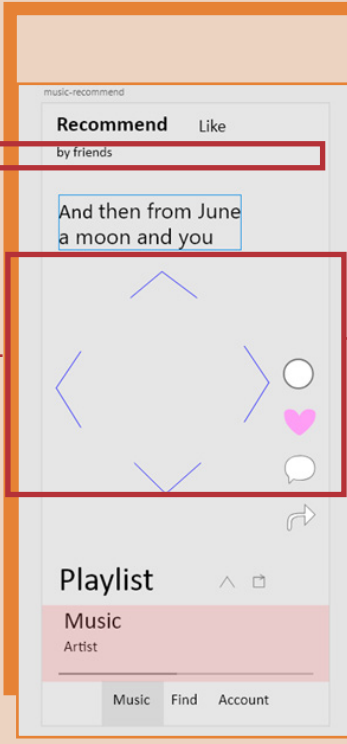 music-recommend
Recommend Like
by friends
And then from June
a moon and you
Playlist
Music
Artist
Music Find Account